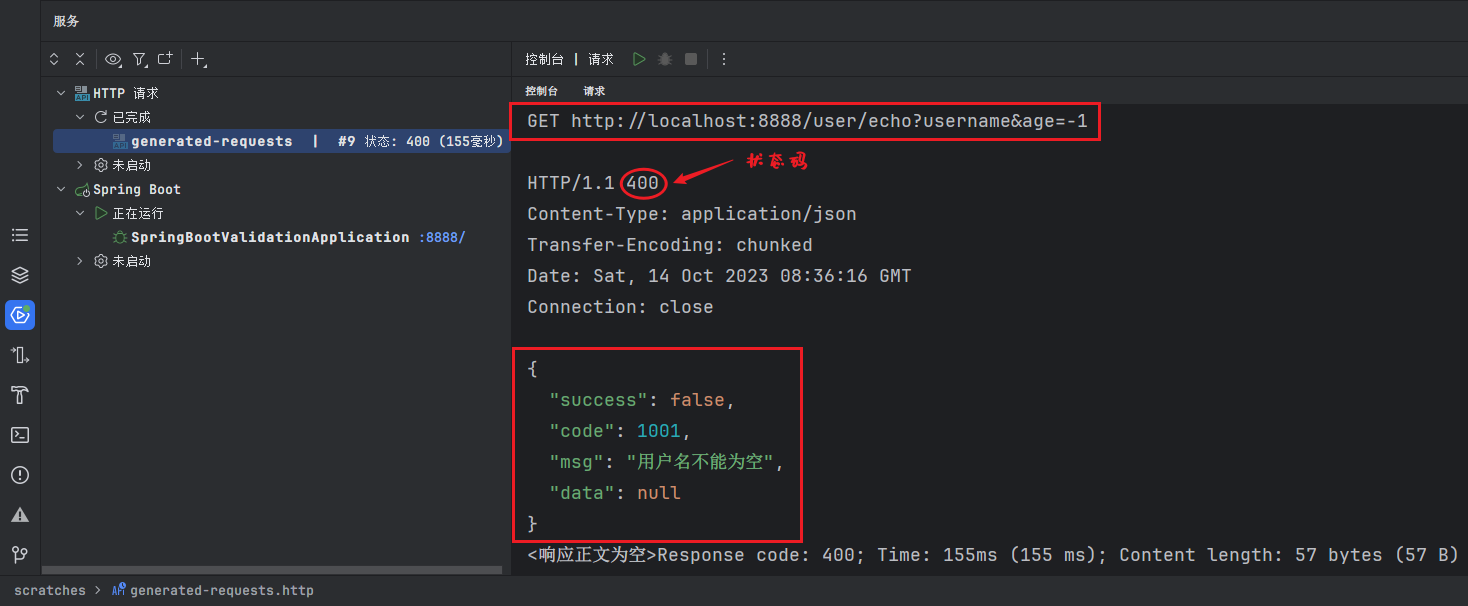 服务
控制台 | 请求
HTTP 请求
控制台 请求
已完成
generated-requests | #9 状态: 400 (155毫秒)
未启动
Spring Boot
正在运行
SpringBootValidationApplication :8888/
未启动
GET http://localhost:8888/user/echo?username&age=-1
状态码
HTTP/1.1 400
Content-Type: application/json
Transfer-Encoding: chunked
Date: Sat, 14 Oct 2023 08:36:16 GMT
Connection: close
{
"success": false,
"code": 1001,
"msg": "用户名不能为空",
"data": null
}
<响应正文为空>Response code: 400; Time: 155ms (155 ms); Content length: 57 bytes (57 B)
scratches > API generated-requests.http